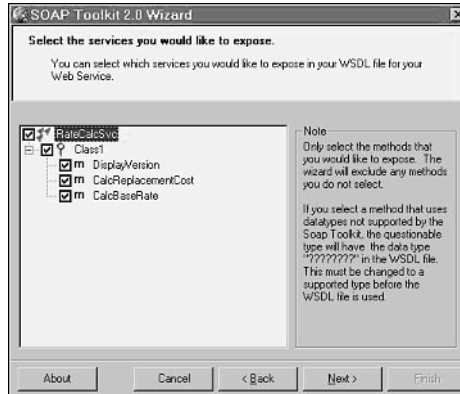 SOAP Toolkit 2.0 Wizard
Select the services you would like to expose.
You can select which services you would like to expose in your WSDL file for your
Web Service.
RateCalcSvc
Class1
m DisplayVersion
m CalcReplacementCost
m CalcBaseRate
Note
Only select the methods that
you would like to expose. The
wizard will exclude any methods
you do not select.
If you select a method that uses
datatypes not supported by the
Soap Toolkit, the questionable
type will have the data type
"????????" in the WSDL file.
This must be changed to a
supported type before the
WSDL file is used.
About
Cancel
< Back
Next >
Finish